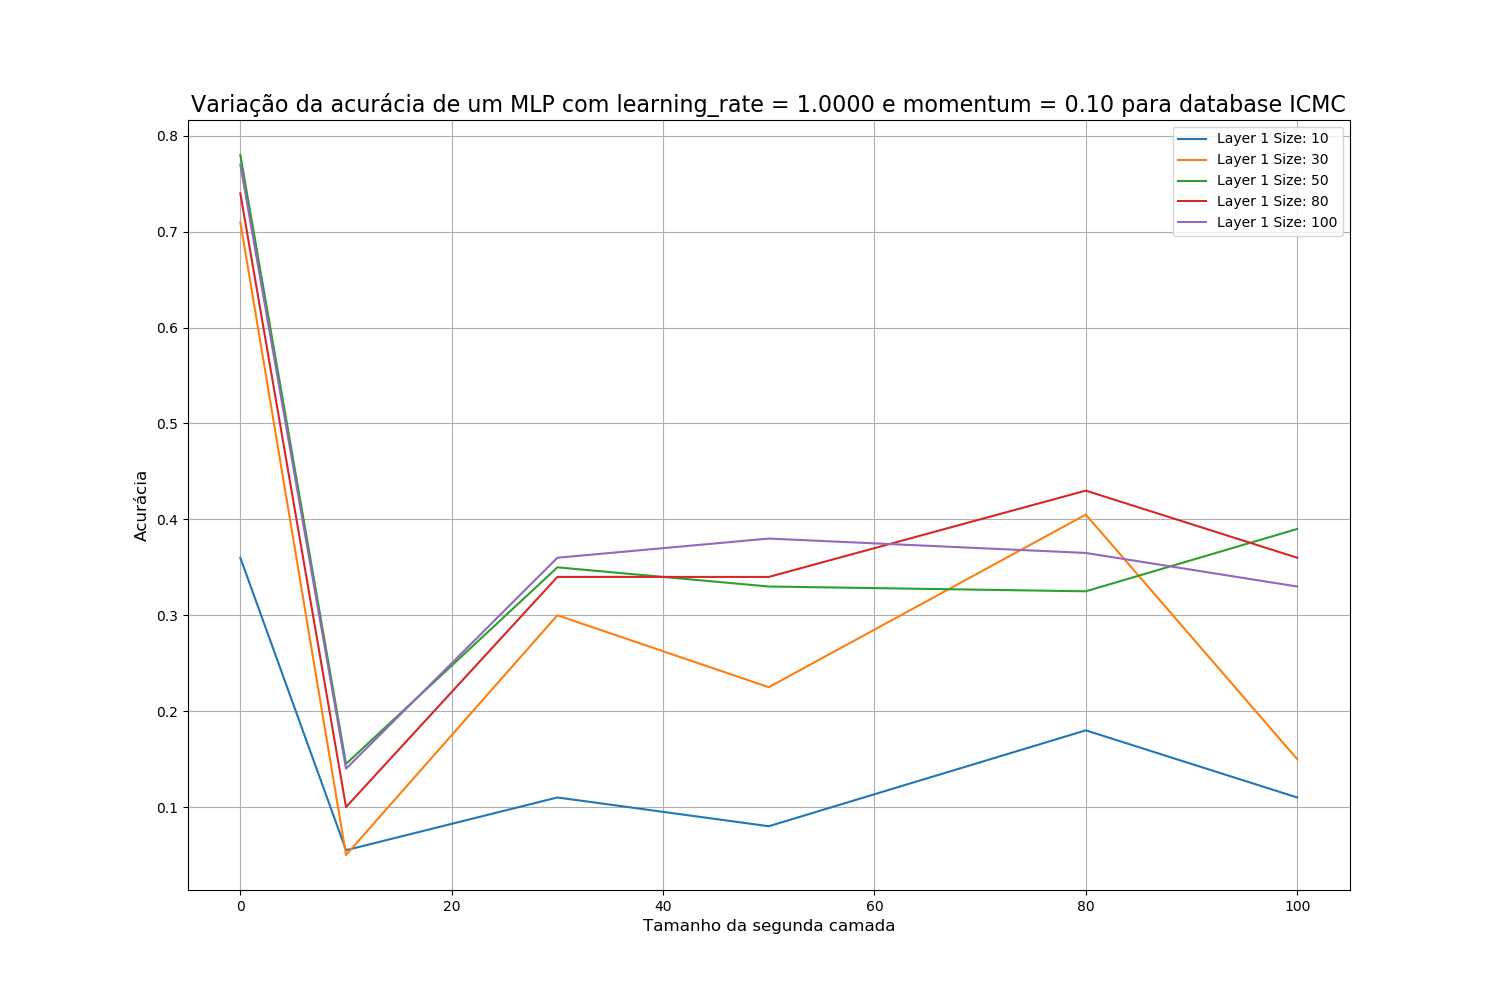 Variação da acurácia de um MLP com learning_rate = 1.0000 e momentum = 0.10 para database ICMC
Layer 1 Size: 10
Layer 1 Size: 30
Layer 1 Size: 50
Layer 1 Size: 80
Layer 1 Size: 100
Acurácia
0.8
0.7
0.6
0.5
0.4
0.3
0.2
0.1
0 20 40 60 80 100
Tamanho da segunda camada